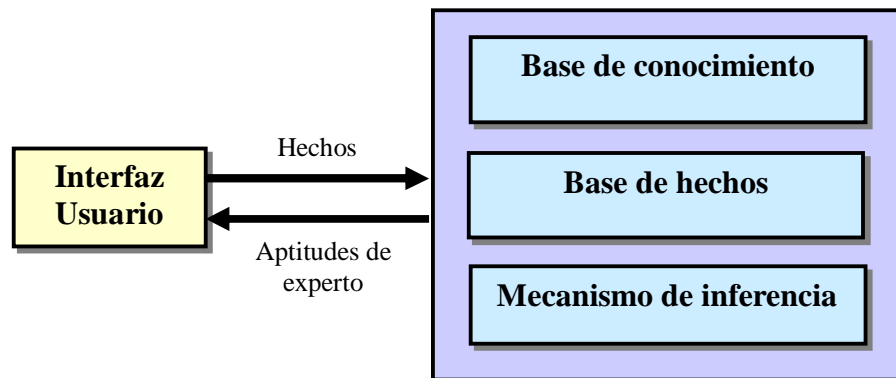 Base de conocimiento
Hechos
Interfaz
Usuario
Base de hechos
Aptitudes de
experto
Mecanismo de inferencia